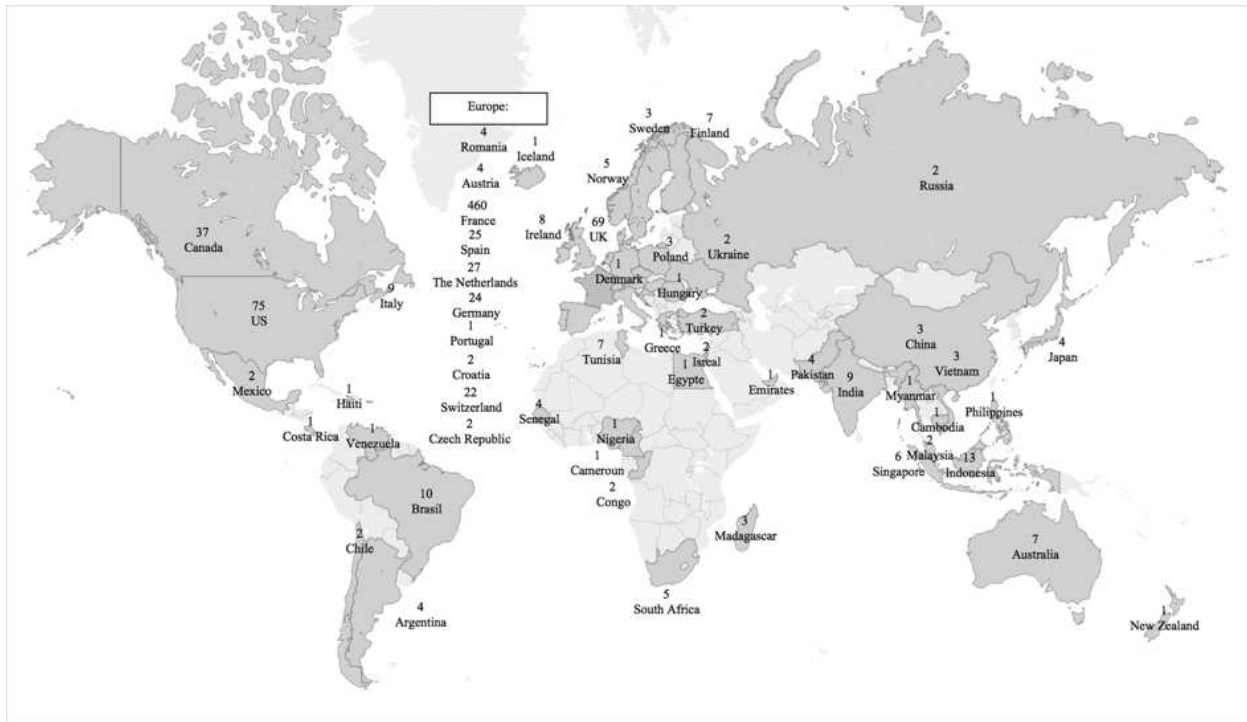 Europe:
4
Romania
4
Austria
460
France
25
Spain
27
The Netherlands
24
Germany
1
Portugal
2
Croatia
22
Switzerland
2
Czech Republic
1
Iceland
3
Sweden
7
Finland
5
Norway
8
Ireland
69
UK
3
Poland
2
Ukraine
1
Denmark
1
Hungary
2
Russia
37
Canada
75
US
9
Italy
2
Mexico
1
Haiti
1
Costa Rica
1
Venezuela
10
Brasil
2
Chile
4
Argentina
7
Tunisia
1
Greece
2
Turkey
2
Isreal
1
Egypte
1
Emirates
4
Senegal
1
Nigeria
1
Cameroun
2
Congo
3
Madagascar
5
South Africa
4
Pakistan
9
India
3
China
3
Vietnam
1
Myanmar
4
Japan
1
Philippines
1
Cambodia
2
Malaysia
6
Singapore
13
Indonesia
7
Australia
1
New Zealand